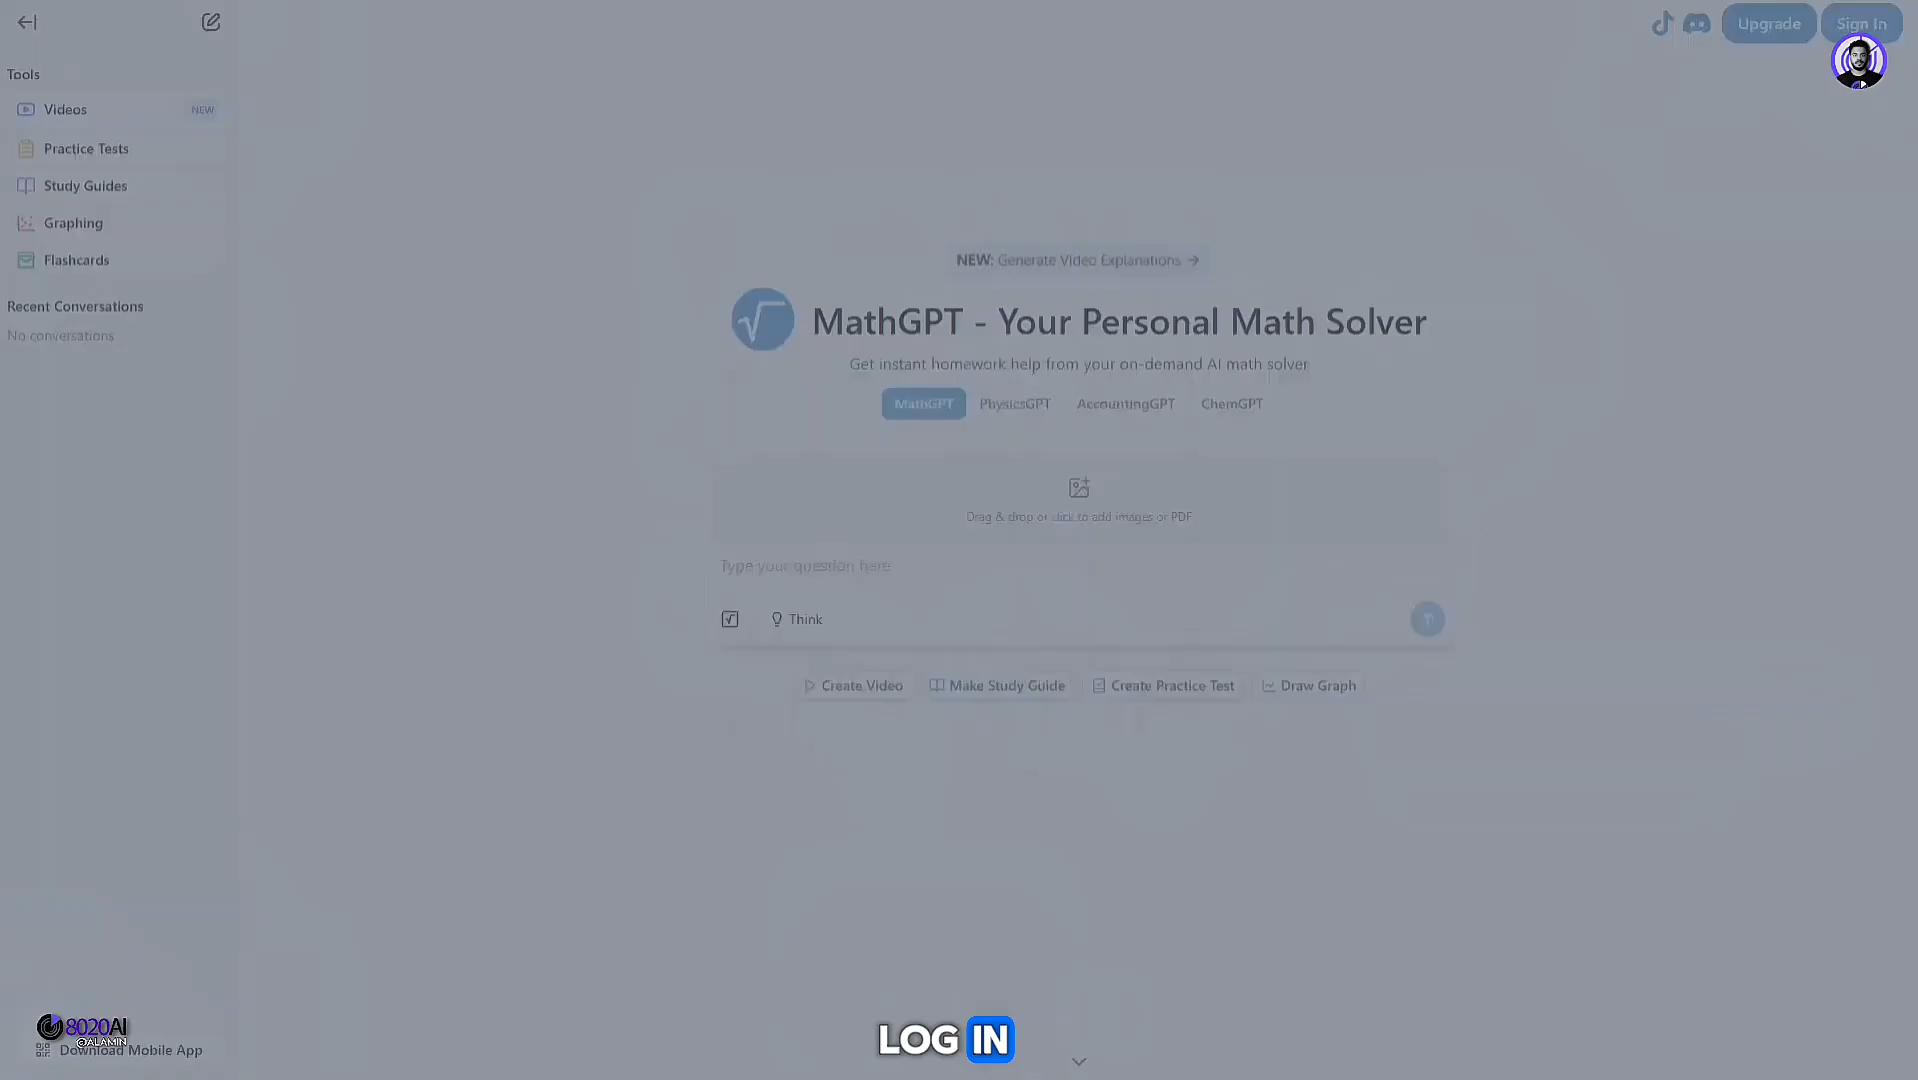 Upgrade
Sign In
Tools
Videos NEW
Practice Tests
Study Guides
Graphing
Flashcards
Recent Conversations
No conversations
NEW: Generate Video Explanations →
MathGPT - Your Personal Math Solver
Get instant homework help from your on-demand AI math solver
MathGPT PhysicsGPT AccountingGPT ChemGPT
Drag & drop or click to add images or PDF
Type your question here
Think
Create Video Make Study Guide Create Practice Test Draw Graph
8020AI
@ALAMIN
Download Mobile App
LOG IN